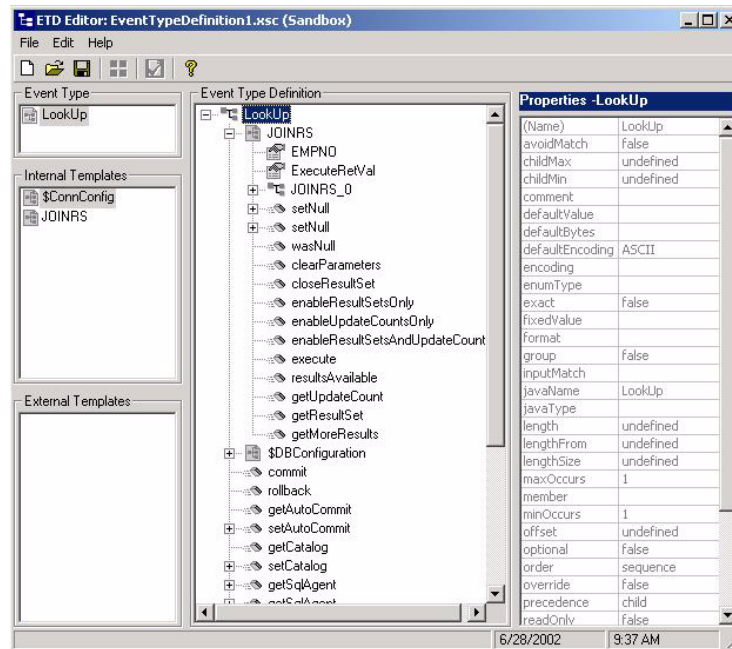 ETD Editor: EventTypeDefinition1.xsc (Sandbox)
File Edit Help
Event Type
LookUp
Internal Templates
$ConnConfig
JOINRS
External Templates
Event Type Definition
LookUp
JOINRS
EMPNO
ExecuteRetVal
JOINRS_0
setNull
setNull
wasNull
clearParameters
closeResultSet
enableResultSetsOnly
enableUpdateCountsOnly
enableResultSetsAndUpdateCount
execute
resultsAvailable
getUpdateCount
getResultSet
getMoreResults
$DBConfiguration
commit
rollback
getAutoCommit
setAutoCommit
getCatalog
setCatalog
getSqlAgent
getSqlAgent
Properties -LookUp
(Name) LookUp
avoidMatch false
childMax undefined
childMin undefined
comment
defaultValue
defaultBytes
defaultEncoding ASCII
encoding
enumType
exact false
fixedValue
format
group false
inputMatch
javaName LookUp
javaType
length undefined
lengthFrom undefined
lengthSize undefined
maxOccurs 1
member
minOccurs 1
offset undefined
optional false
order sequence
override false
precedence child
readOnly false
6/28/2002 9:37 AM